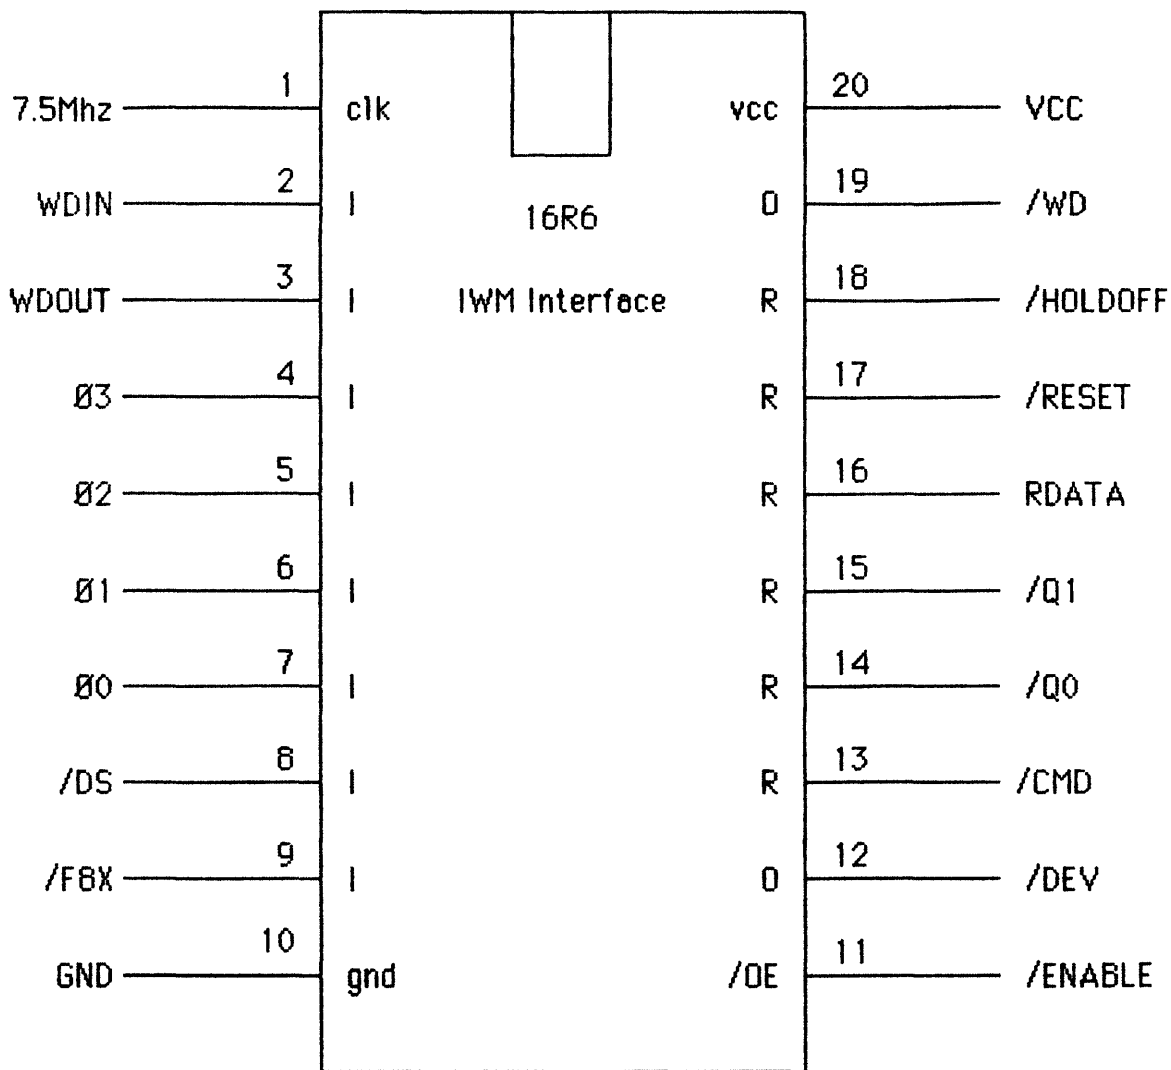 7.5Mhz 1 clk vcc 20 VCC
WDIN 2 I 16R6 O 19 /WD
WDOUT 3 I IWM Interface R 18 /HOLDOFF
Ø3 4 I R 17 /RESET
Ø2 5 I R 16 RDATA
Ø1 6 I R 15 /Q1
Ø0 7 I R 14 /Q0
/DS 8 I R 13 /CMD
/FBX 9 I O 12 /DEV
GND 10 gnd /OE 11 /ENABLE